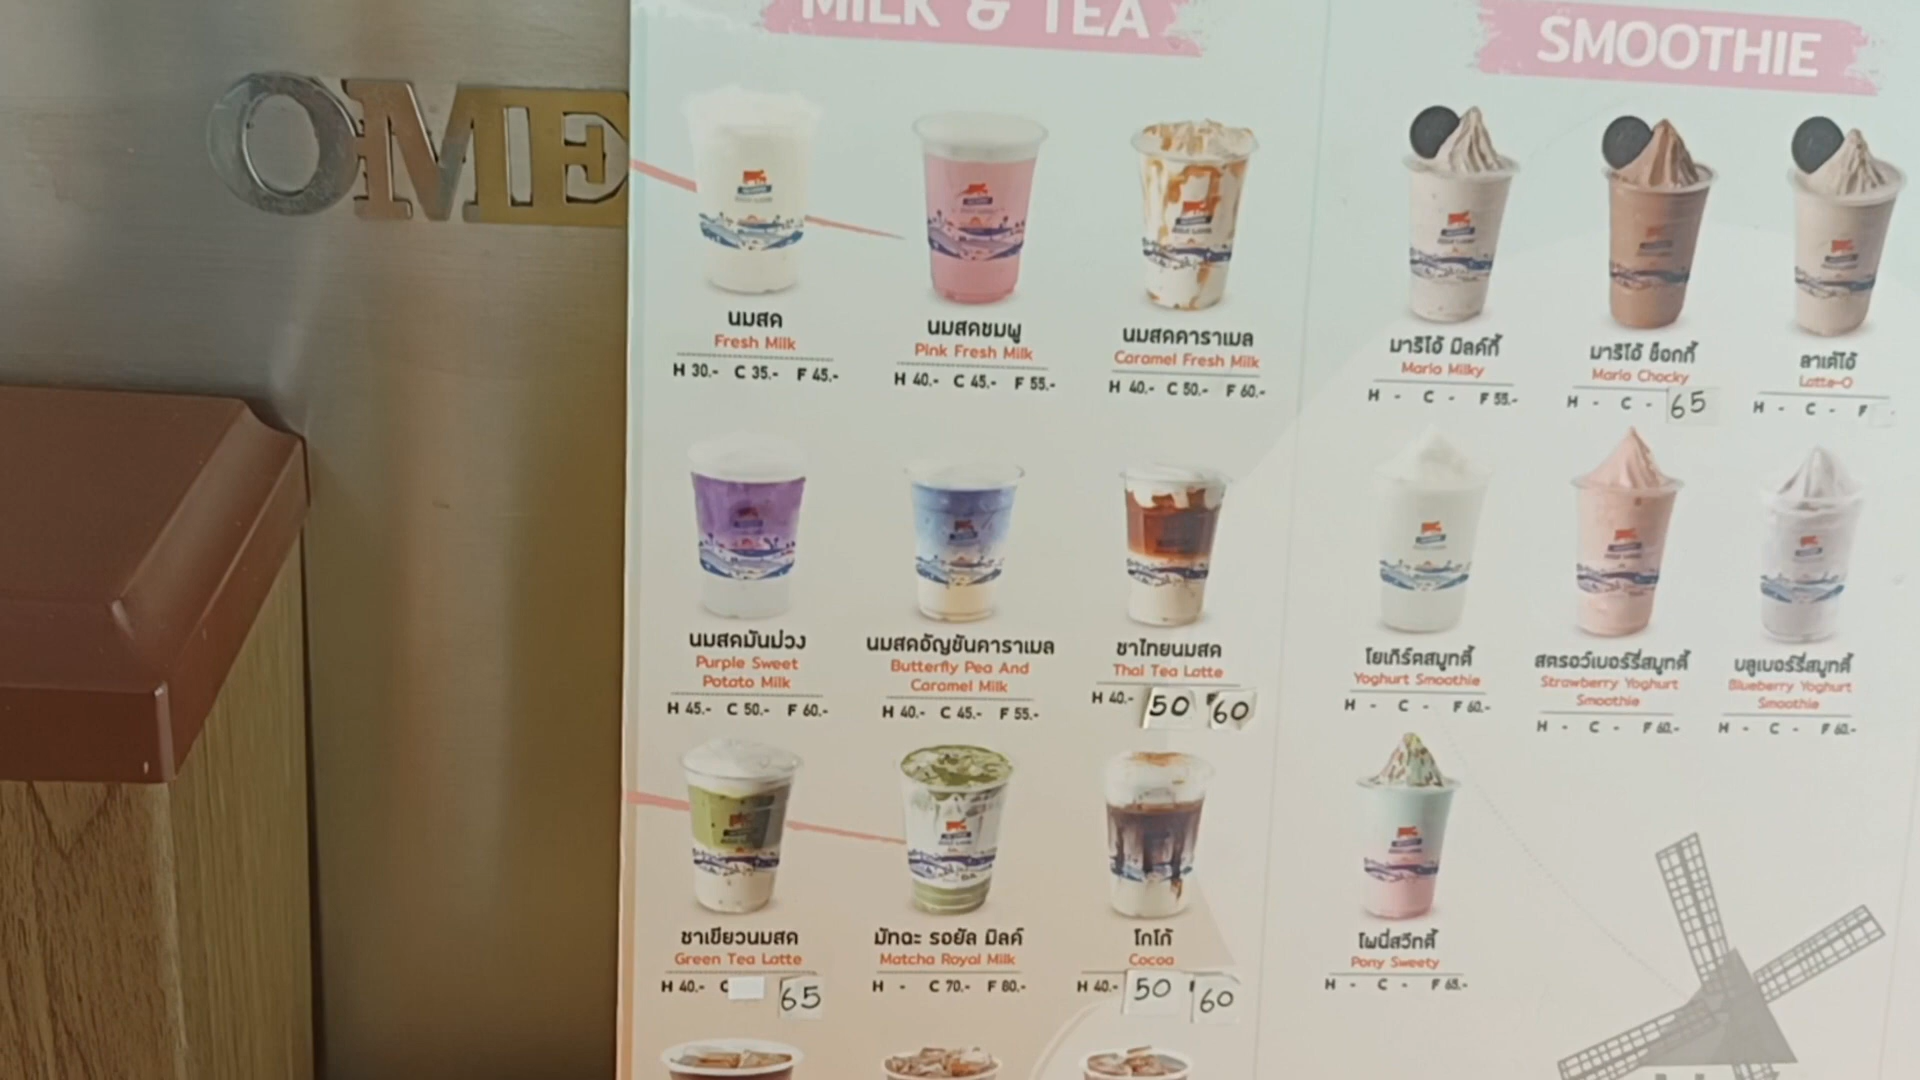 OMIE
MILK & TEA
นมสด
Fresh Milk
H 30.- C 35.- F 45.-
นมสดชมพู
Pink Fresh Milk
H 40.- C 45.- F 55.-
นมสดคาราเมล
Caramel Fresh Milk
H 40.- C 50.- F 60.-
นมสดมันม่วง
Purple Sweet
Potato Milk
H 45.- C 50.- F 60.-
นมสดอัญชันคาราเมล
Butterfly Pea And
Caramel Milk
H 40.- C 45.- F 55.-
ชาไทยนมสด
Thai Tea Latte
H 40.- 50 F 60
ชาเขียวนมสด
Green Tea Latte
H 40.- C 65
มัทฉะ รอยัล มิลค์
Matcha Royal Milk
H - C 70.- F 80.-
โกโก้
Cocoa
H 40.- 50 60
SMOOTHIE
มาริโอ้ มิลค์กี้
Mario Milky
H - C - F 55.-
มาริโอ้ ช็อกกี้
Mario Chocky
H - C - 65
ลาเต้โอ้
Latte-O
H - C - F
โยเกิร์ตสมูทตี้
Yoghurt Smoothie
H - C - F 60.-
สตรอว์เบอร์รี่สมูทตี้
Strawberry Yoghurt
Smoothie
H - C - F 60.-
บลูเบอร์รี่สมูทตี้
Blueberry Yoghurt
Smoothie
H - C - F 60.-
โพนี่สวีทตี้
Pony Sweety
H - C - F 65.-